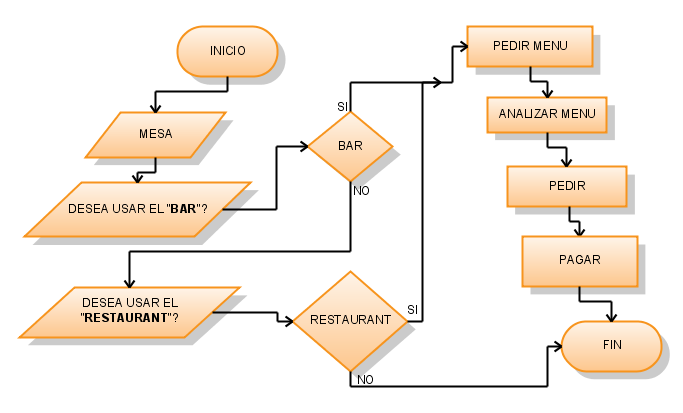 INICIO
MESA
DESEA USAR EL "BAR"?
BAR
SI
NO
DESEA USAR EL
"RESTAURANT"?
RESTAURANT
SI
NO
PEDIR MENU
ANALIZAR MENU
PEDIR
PAGAR
FIN